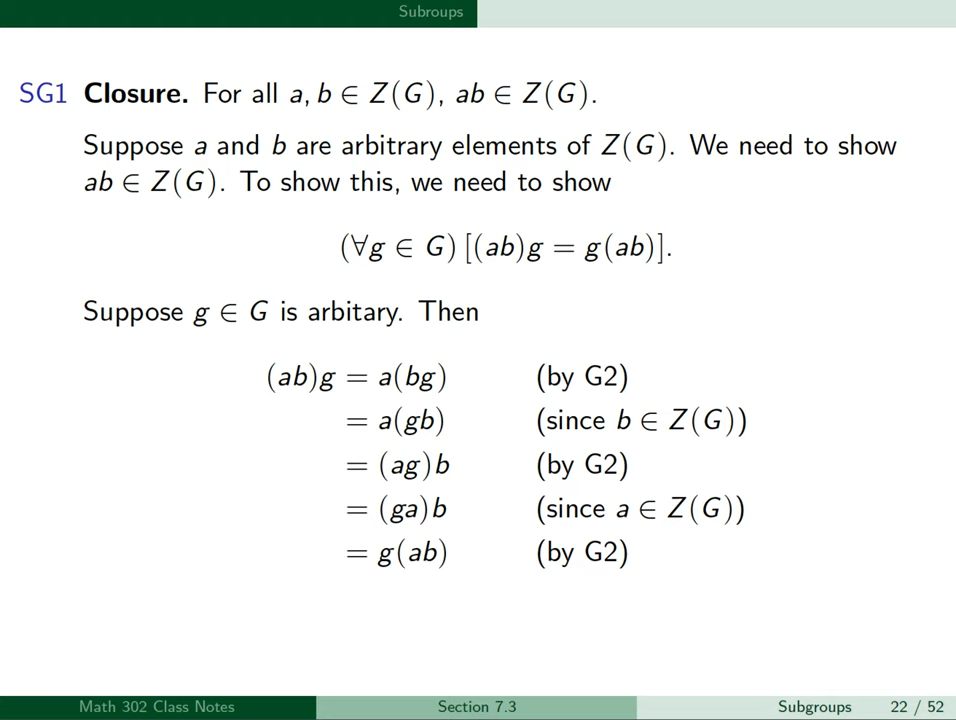 Subroups
SG1 Closure. For all a, b ∈ Z(G), ab ∈ Z(G).
Suppose a and b are arbitrary elements of Z(G). We need to show
ab ∈ Z(G). To show this, we need to show
(∀g ∈ G) [(ab)g = g(ab)].
Suppose g ∈ G is arbitary. Then
(ab)g = a(bg) (by G2)
= a(gb) (since b ∈ Z(G))
= (ag)b (by G2)
= (ga)b (since a ∈ Z(G))
= g(ab) (by G2)
Math 302 Class Notes Section 7.3 Subgroups 22 / 52